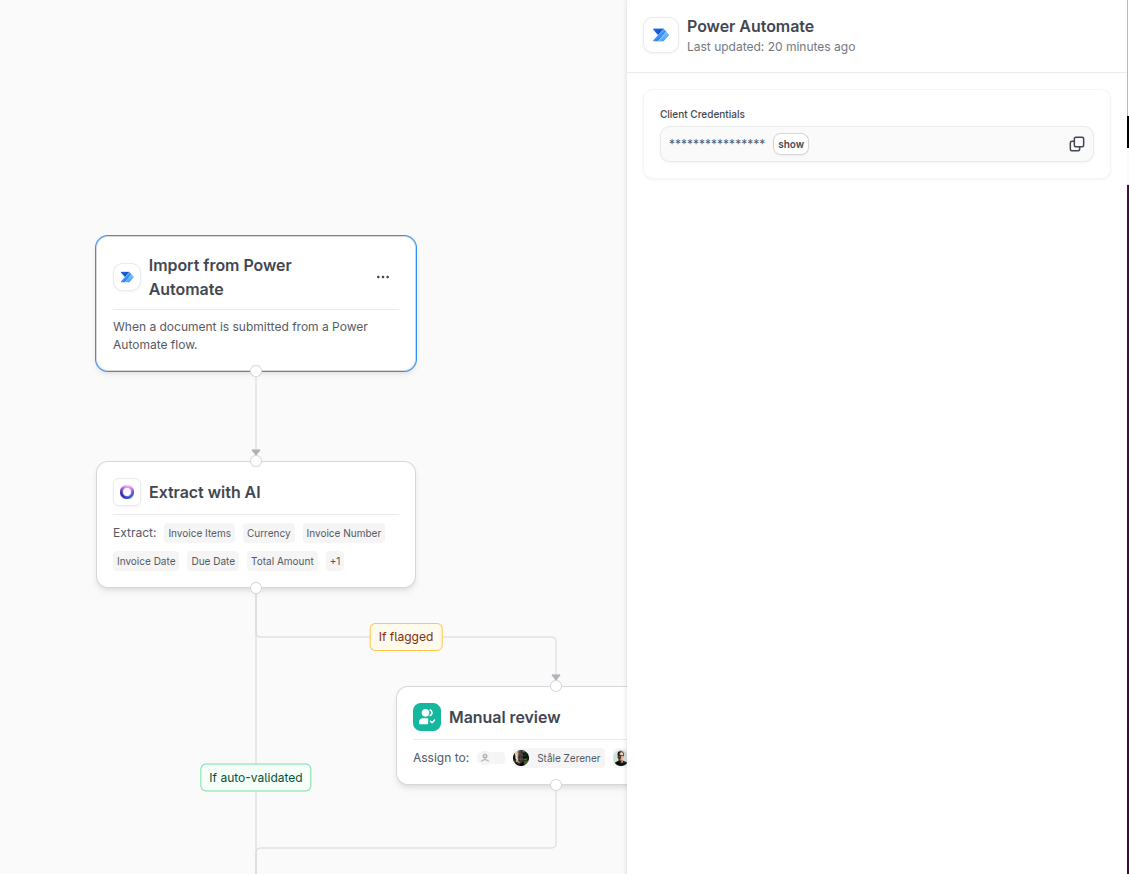 Power Automate
Last updated: 20 minutes ago
Client Credentials
**************** show
Import from Power
Automate
When a document is submitted from a Power
Automate flow.
Extract with AI
Extract: Invoice Items Currency Invoice Number
Invoice Date Due Date Total Amount +1
If flagged
Manual review
Assign to: Ståle Zerener
If auto-validated